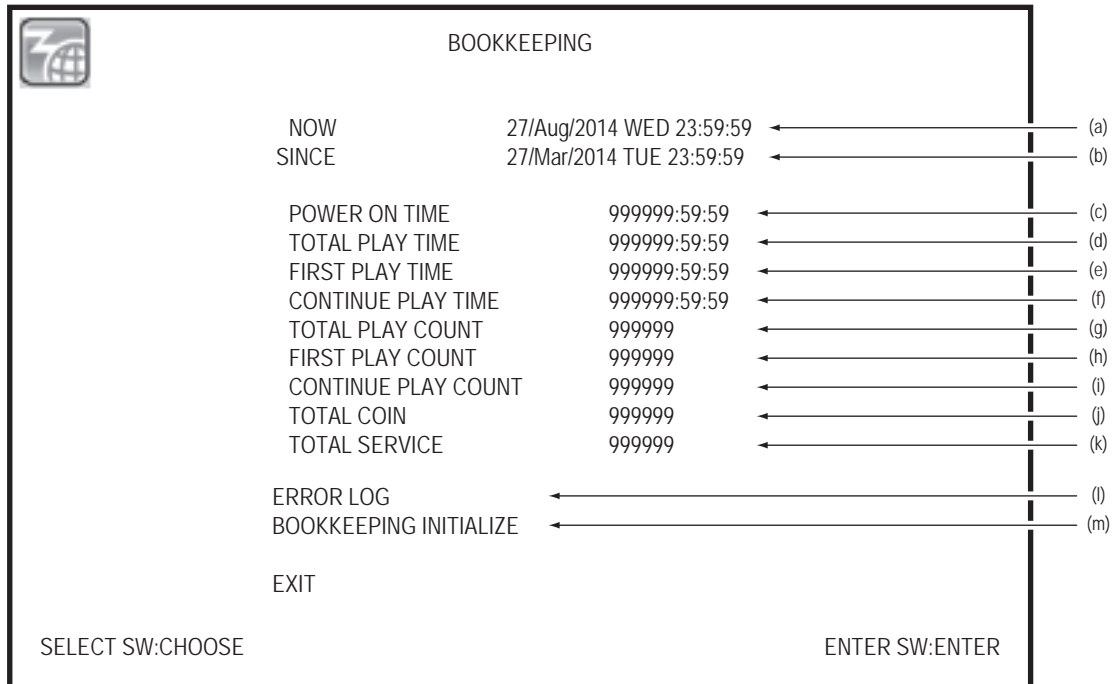 BOOKKEEPING
NOW 27/Aug/2014 WED 23:59:59 (a)
SINCE 27/Mar/2014 TUE 23:59:59 (b)
POWER ON TIME 999999:59:59 (c)
TOTAL PLAY TIME 999999:59:59 (d)
FIRST PLAY TIME 999999:59:59 (e)
CONTINUE PLAY TIME 999999:59:59 (f)
TOTAL PLAY COUNT 999999 (g)
FIRST PLAY COUNT 999999 (h)
CONTINUE PLAY COUNT 999999 (i)
TOTAL COIN 999999 (j)
TOTAL SERVICE 999999 (k)
ERROR LOG (l)
BOOKKEEPING INITIALIZE (m)
EXIT
SELECT SW:CHOOSE ENTER SW:ENTER